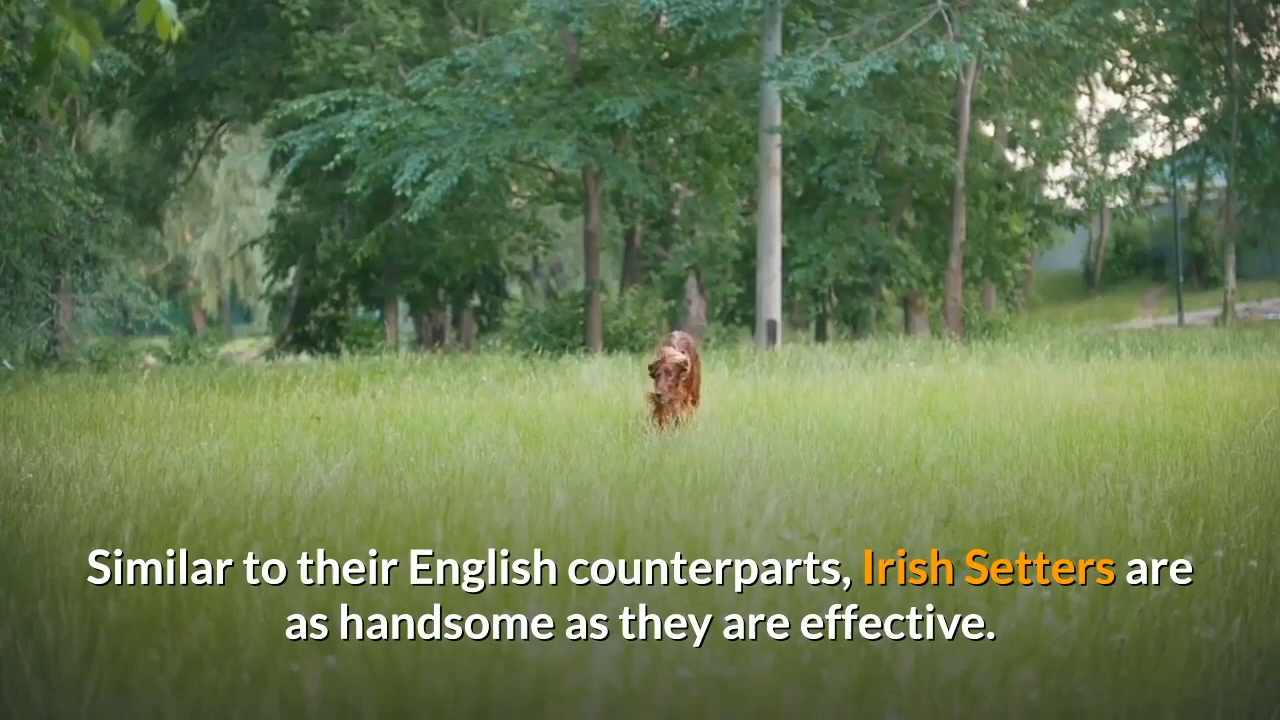 Similar to their English counterparts, Irish Setters are
as handsome as they are effective.